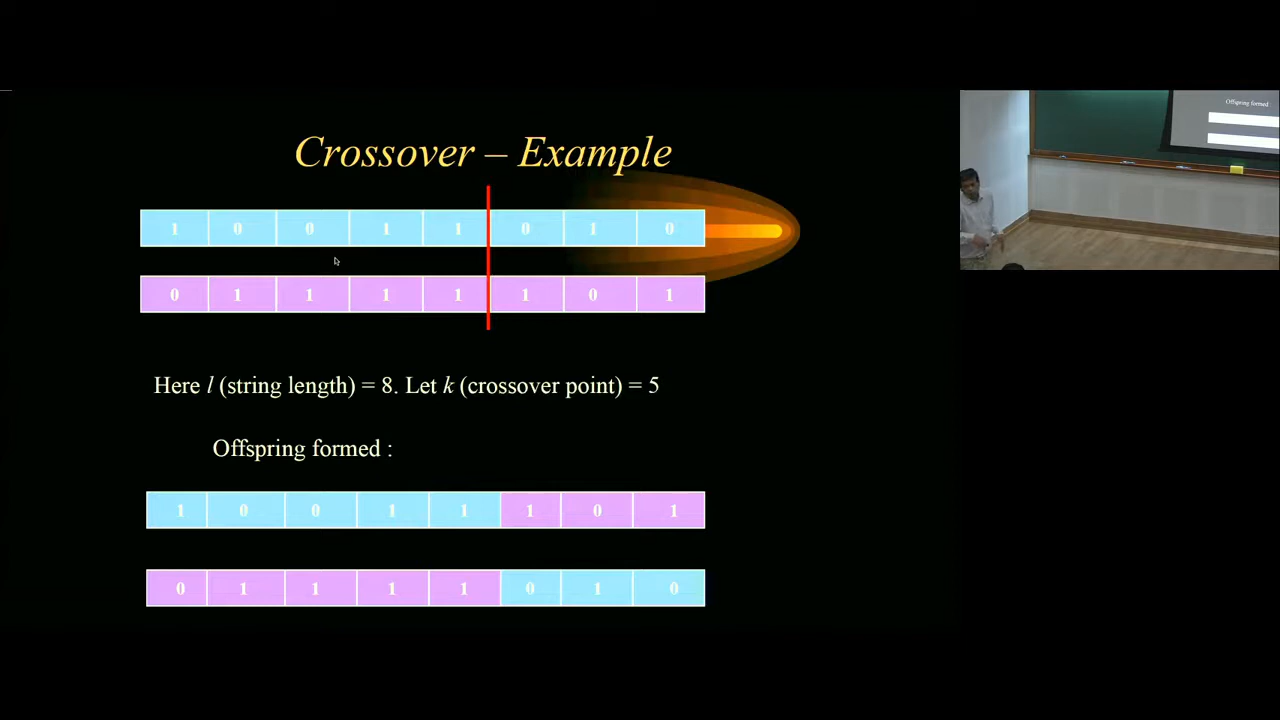 Crossover – Example
1 0 0 1 1 0 1 0
0 1 1 1 1 1 0 1
Here l (string length) = 8. Let k (crossover point) = 5
Offspring formed :
1 0 0 1 1 1 0 1
0 1 1 1 1 0 1 0
Offspring formed